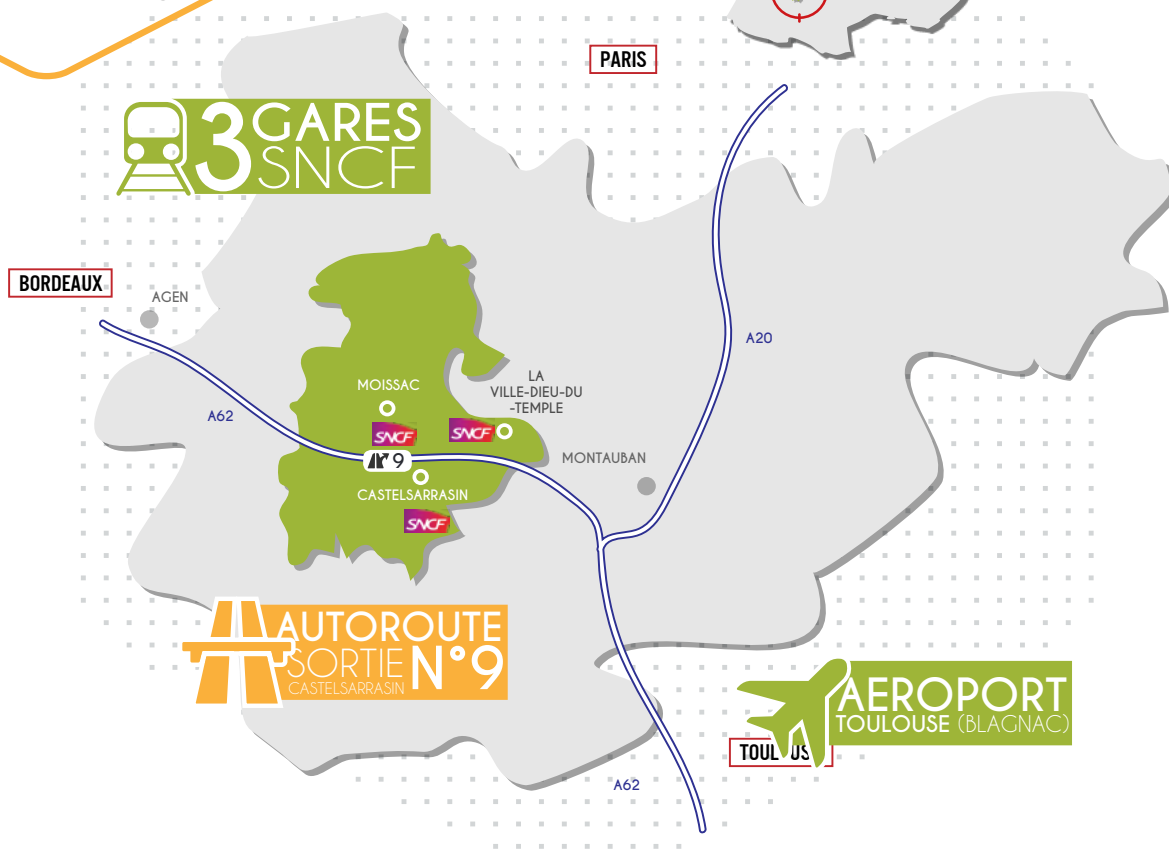 PARIS
3 GARES
SNCF
BORDEAUX
AGEN
A20
MOISSAC
LA
VILLE-DIEU-DU
-TEMPLE
A62
SNCF
SNCF
9
MONTAUBAN
CASTELSARRASIN
SNCF
AUTOROUTE
SORTIE N°9
CASTELSARRASIN
AEROPORT
TOULOUSE (BLAGNAC)
A62